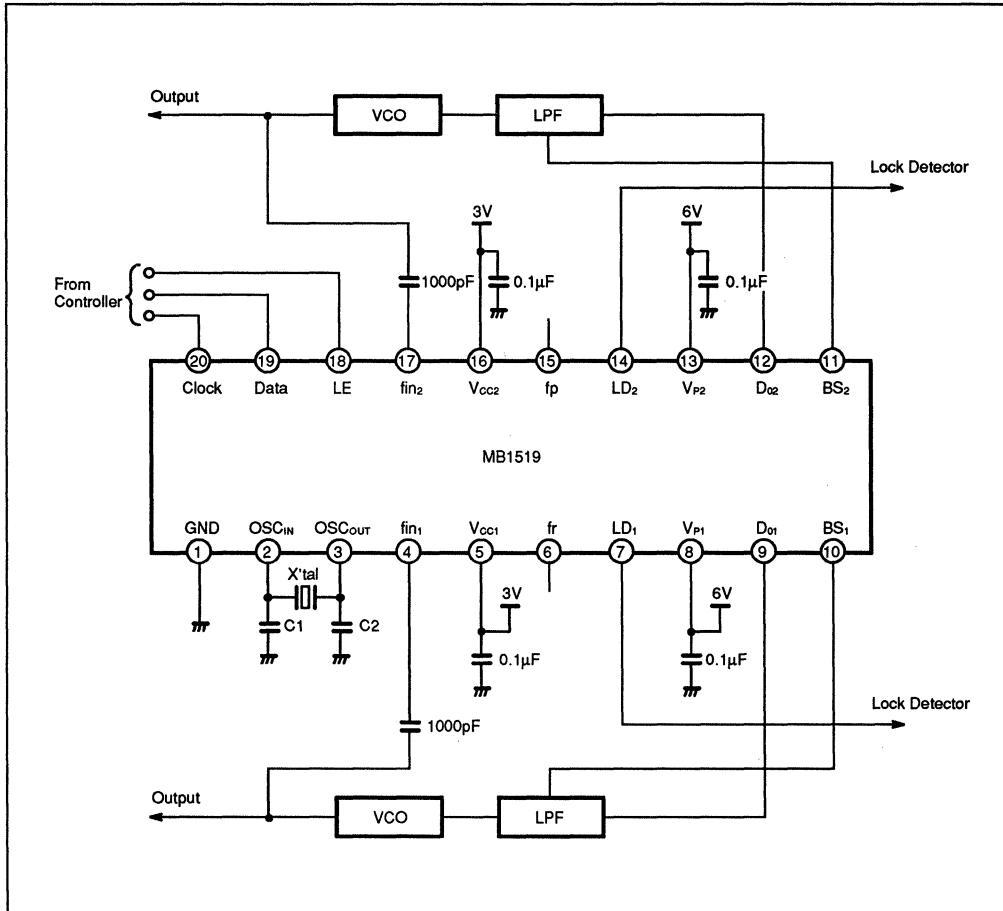 Output
VCO
LPF
Lock Detector
3V
6V
From
Controller
1000pF
0.1µF
0.1µF
20 19 18 17 16 15 14 13 12 11
Clock Data LE fin₂ VCC2 fp LD₂ VP2 D02 BS₂
MB1519
GND OSCIN OSCOUT fin₁ VCC1 fr LD₁ VP1 D01 BS₁
1 2 3 4 5 6 7 8 9 10
X'tal
3V
6V
C1
C2
0.1µF
0.1µF
Lock Detector
1000pF
Output
VCO
LPF